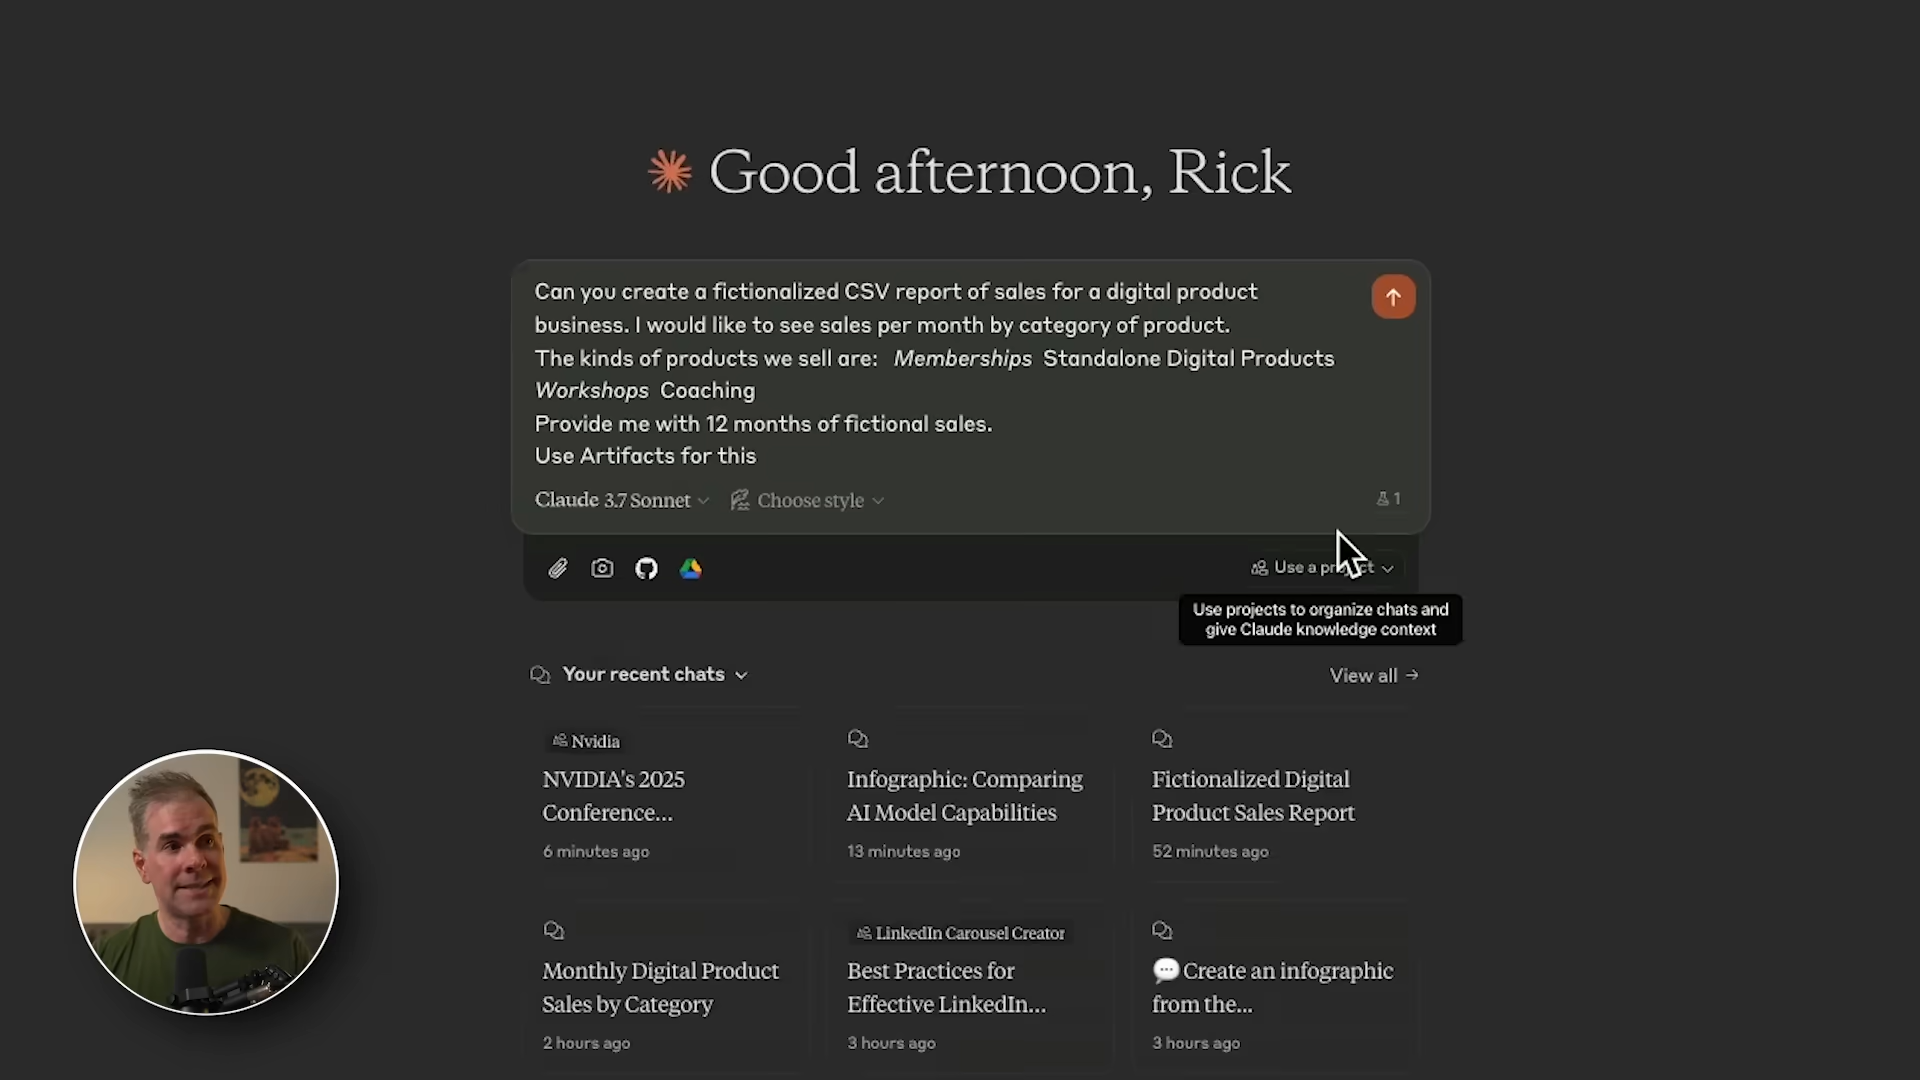 Good afternoon, Rick
Can you create a fictionalized CSV report of sales for a digital product
business. I would like to see sales per month by category of product.
The kinds of products we sell are: Memberships Standalone Digital Products
Workshops Coaching
Provide me with 12 months of fictional sales.
Use Artifacts for this
Claude 3.7 Sonnet Choose style 1
Use a project
Use projects to organize chats and
give Claude knowledge context
Your recent chats View all →
Nvidia
NVIDIA's 2025
Conference...
6 minutes ago
Infographic: Comparing
AI Model Capabilities
13 minutes ago
Fictionalized Digital
Product Sales Report
52 minutes ago
Monthly Digital Product
Sales by Category
2 hours ago
LinkedIn Carousel Creator
Best Practices for
Effective LinkedIn...
3 hours ago
💬Create an infographic
from the...
3 hours ago